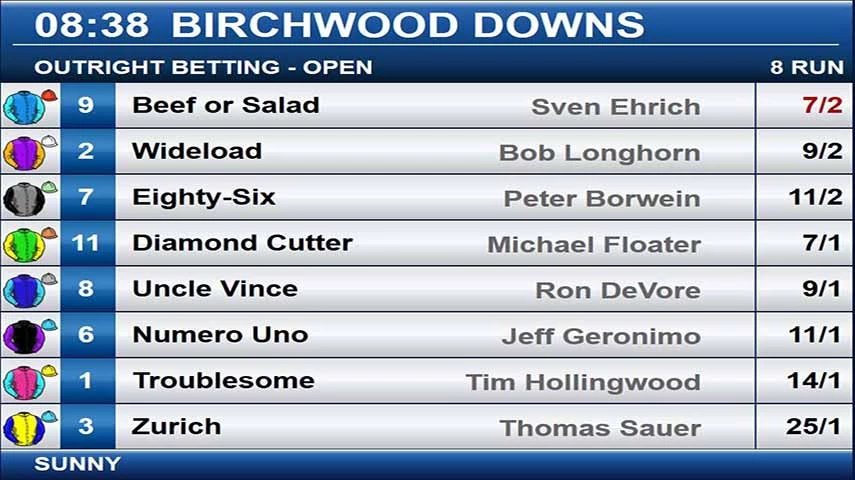 08:38 BIRCHWOOD DOWNS
OUTRIGHT BETTING - OPEN 8 RUN
9 Beef or Salad Sven Ehrich 7/2
2 Wideload Bob Longhorn 9/2
7 Eighty-Six Peter Borwein 11/2
11 Diamond Cutter Michael Floater 7/1
8 Uncle Vince Ron DeVore 9/1
6 Numero Uno Jeff Geronimo 11/1
1 Troublesome Tim Hollingwood 14/1
3 Zurich Thomas Sauer 25/1
SUNNY